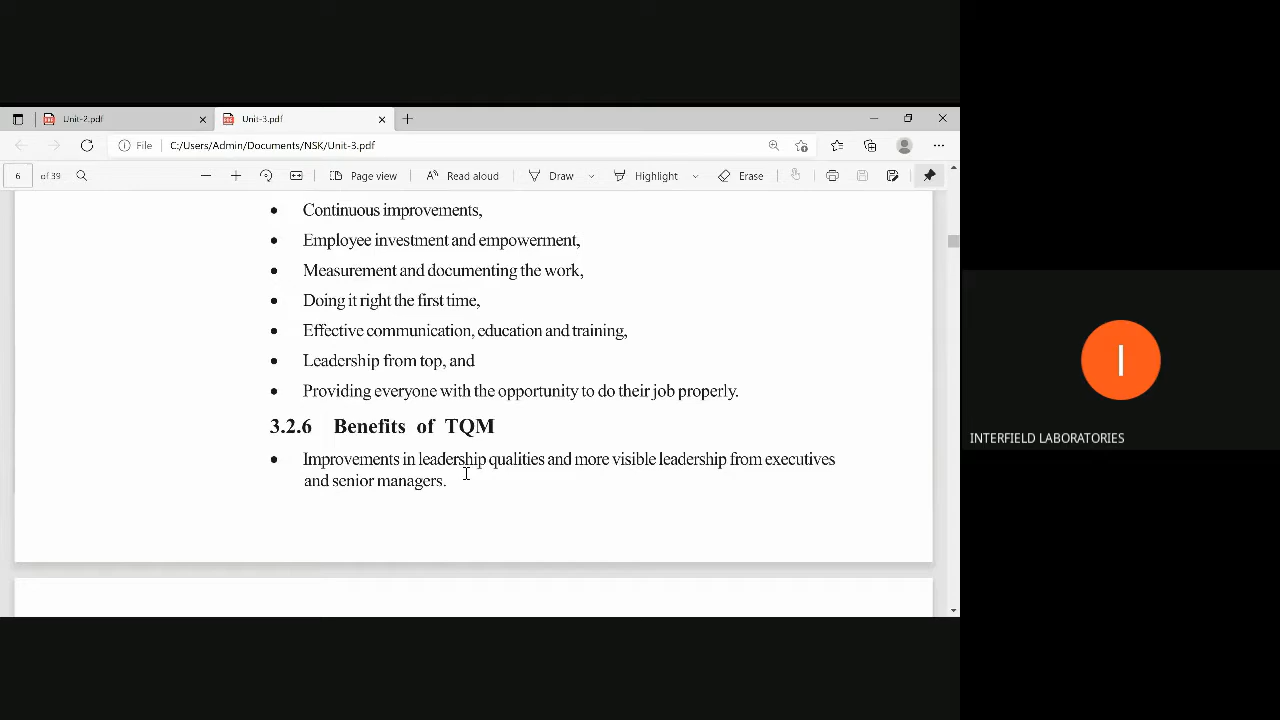 Unit-2.pdf
Unit-3.pdf
File
C:/Users/Admin/Documents/NSK/Unit-3.pdf
6 of 39
Page view
Read aloud
Draw
Highlight
Erase
• Continuous improvements,
• Employee investment and empowerment,
• Measurement and documenting the work,
• Doing it right the first time,
• Effective communication, education and training,
• Leadership from top, and
• Providing everyone with the opportunity to do their job properly.
3.2.6 Benefits of TQM
• Improvements in leadership qualities and more visible leadership from executives
and senior managers.
I
INTERFIELD LABORATORIES